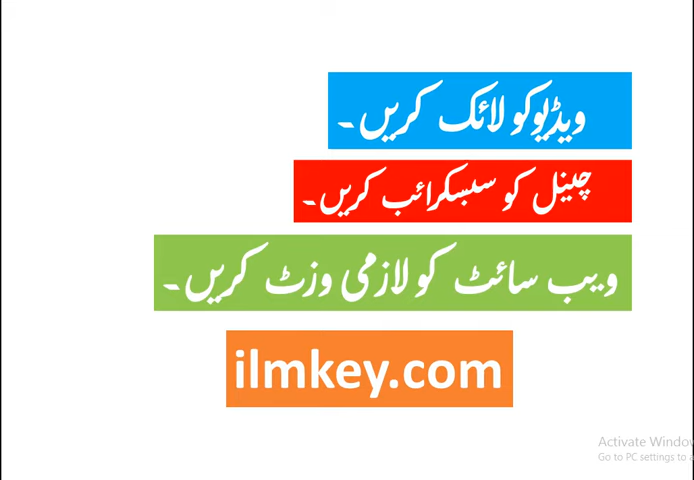 ویڈیو کو لائک کریں۔
چینل کو سبسکرائب کریں۔
ویب سائٹ کو لازمی وزٹ کریں۔
ilmkey.com
Activate Window
Go to PC settings to a